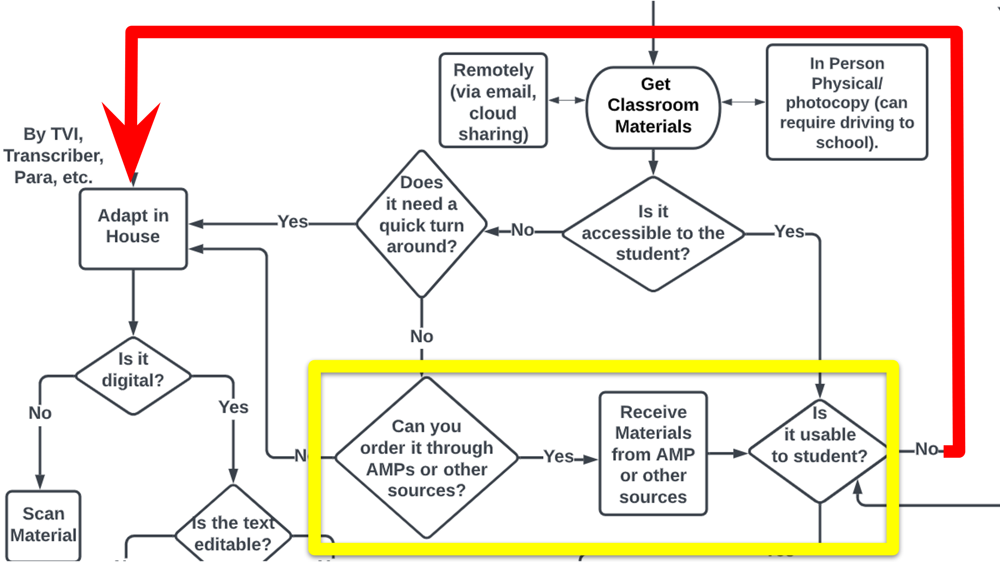 Remotely
(via email,
cloud
sharing)
Get
Classroom
Materials
In Person
Physical/
photocopy (can
require driving to
school).
By TVI,
Transcriber,
Para, etc.
Adapt in
House
Yes
Does
it need a
quick turn
around?
No
Is it
accessible to the
student?
Yes
No
Is it
digital?
No
Yes
Can you
order it through
AMPs or other
sources?
Yes
Receive
Materials
from AMP
or other
sources
Is
it usable
to student?
No
Scan
Material
Is the text
editable?